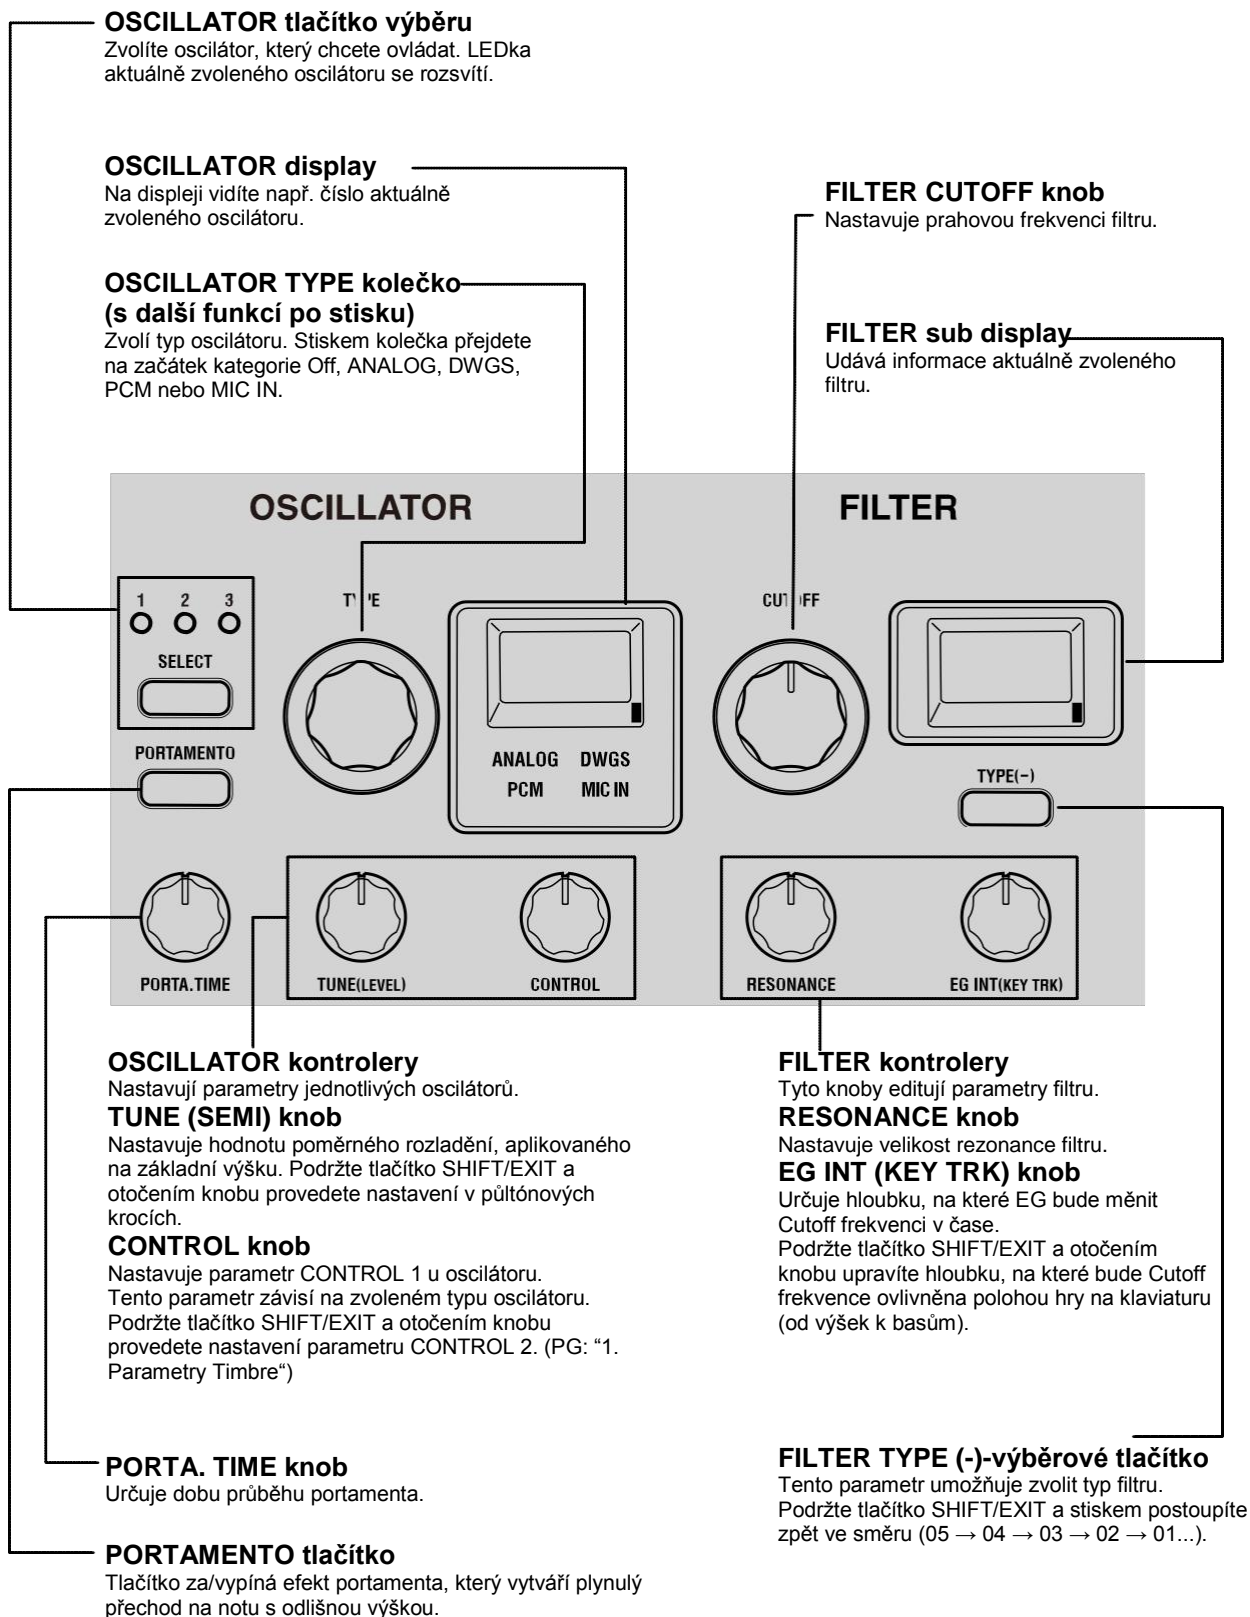 OSCILLATOR tlačítko výběru
Zvolíte oscilátor, který chcete ovládat. LEDka
aktuálně zvoleného oscilátoru se rozsvítí.
OSCILLATOR display
Na displeji vidíte např. číslo aktuálně
zvoleného oscilátoru.
OSCILLATOR TYPE kolečko
(s další funkcí po stisku)
Zvolí typ oscilátoru. Stiskem kolečka přejdete
na začátek kategorie Off, ANALOG, DWGS,
PCM nebo MIC IN.
FILTER CUTOFF knob
Nastavuje prahovou frekvenci filtru.
FILTER sub display
Udává informace aktuálně zvoleného
filtru.
OSCILLATOR
FILTER
1 2 3
SELECT
PORTAMENTO
TYPE
ANALOG DWGS
PCM MIC IN
CUTOFF
TYPE(-)
PORTA.TIME
TUNE(LEVEL)
CONTROL
RESONANCE
EG INT(KEY TRK)
OSCILLATOR kontrolery
Nastavují parametry jednotlivých oscilátorů.
TUNE (SEMI) knob
Nastavuje hodnotu poměrného rozladění, aplikovaného
na základní výšku. Podržte tlačítko SHIFT/EXIT a
otočením knobu provedete nastavení v půltónových
krocích.
CONTROL knob
Nastavuje parametr CONTROL 1 u oscilátoru.
Tento parametr závisí na zvoleném typu oscilátoru.
Podržte tlačítko SHIFT/EXIT a otočením knobu
provedete nastavení parametru CONTROL 2. (PG: “1.
Parametry Timbre“)
PORTA. TIME knob
Určuje dobu průběhu portamenta.
PORTAMENTO tlačítko
Tlačítko za/vypíná efekt portamenta, který vytváří plynulý
přechod na notu s odlišnou výškou.
FILTER kontrolery
Tyto knoby editují parametry filtru.
RESONANCE knob
Nastavuje velikost rezonance filtru.
EG INT (KEY TRK) knob
Určuje hloubku, na které EG bude měnit
Cutoff frekvenci v čase.
Podržte tlačítko SHIFT/EXIT a otočením
knobu upravíte hloubku, na které bude Cutoff
frekvence ovlivněna polohou hry na klaviaturu
(od výšek k basům).
FILTER TYPE (-)-výběrové tlačítko
Tento parametr umožňuje zvolit typ filtru.
Podržte tlačítko SHIFT/EXIT a stiskem postoupíte
zpět ve směru (05 → 04 → 03 → 02 → 01...).